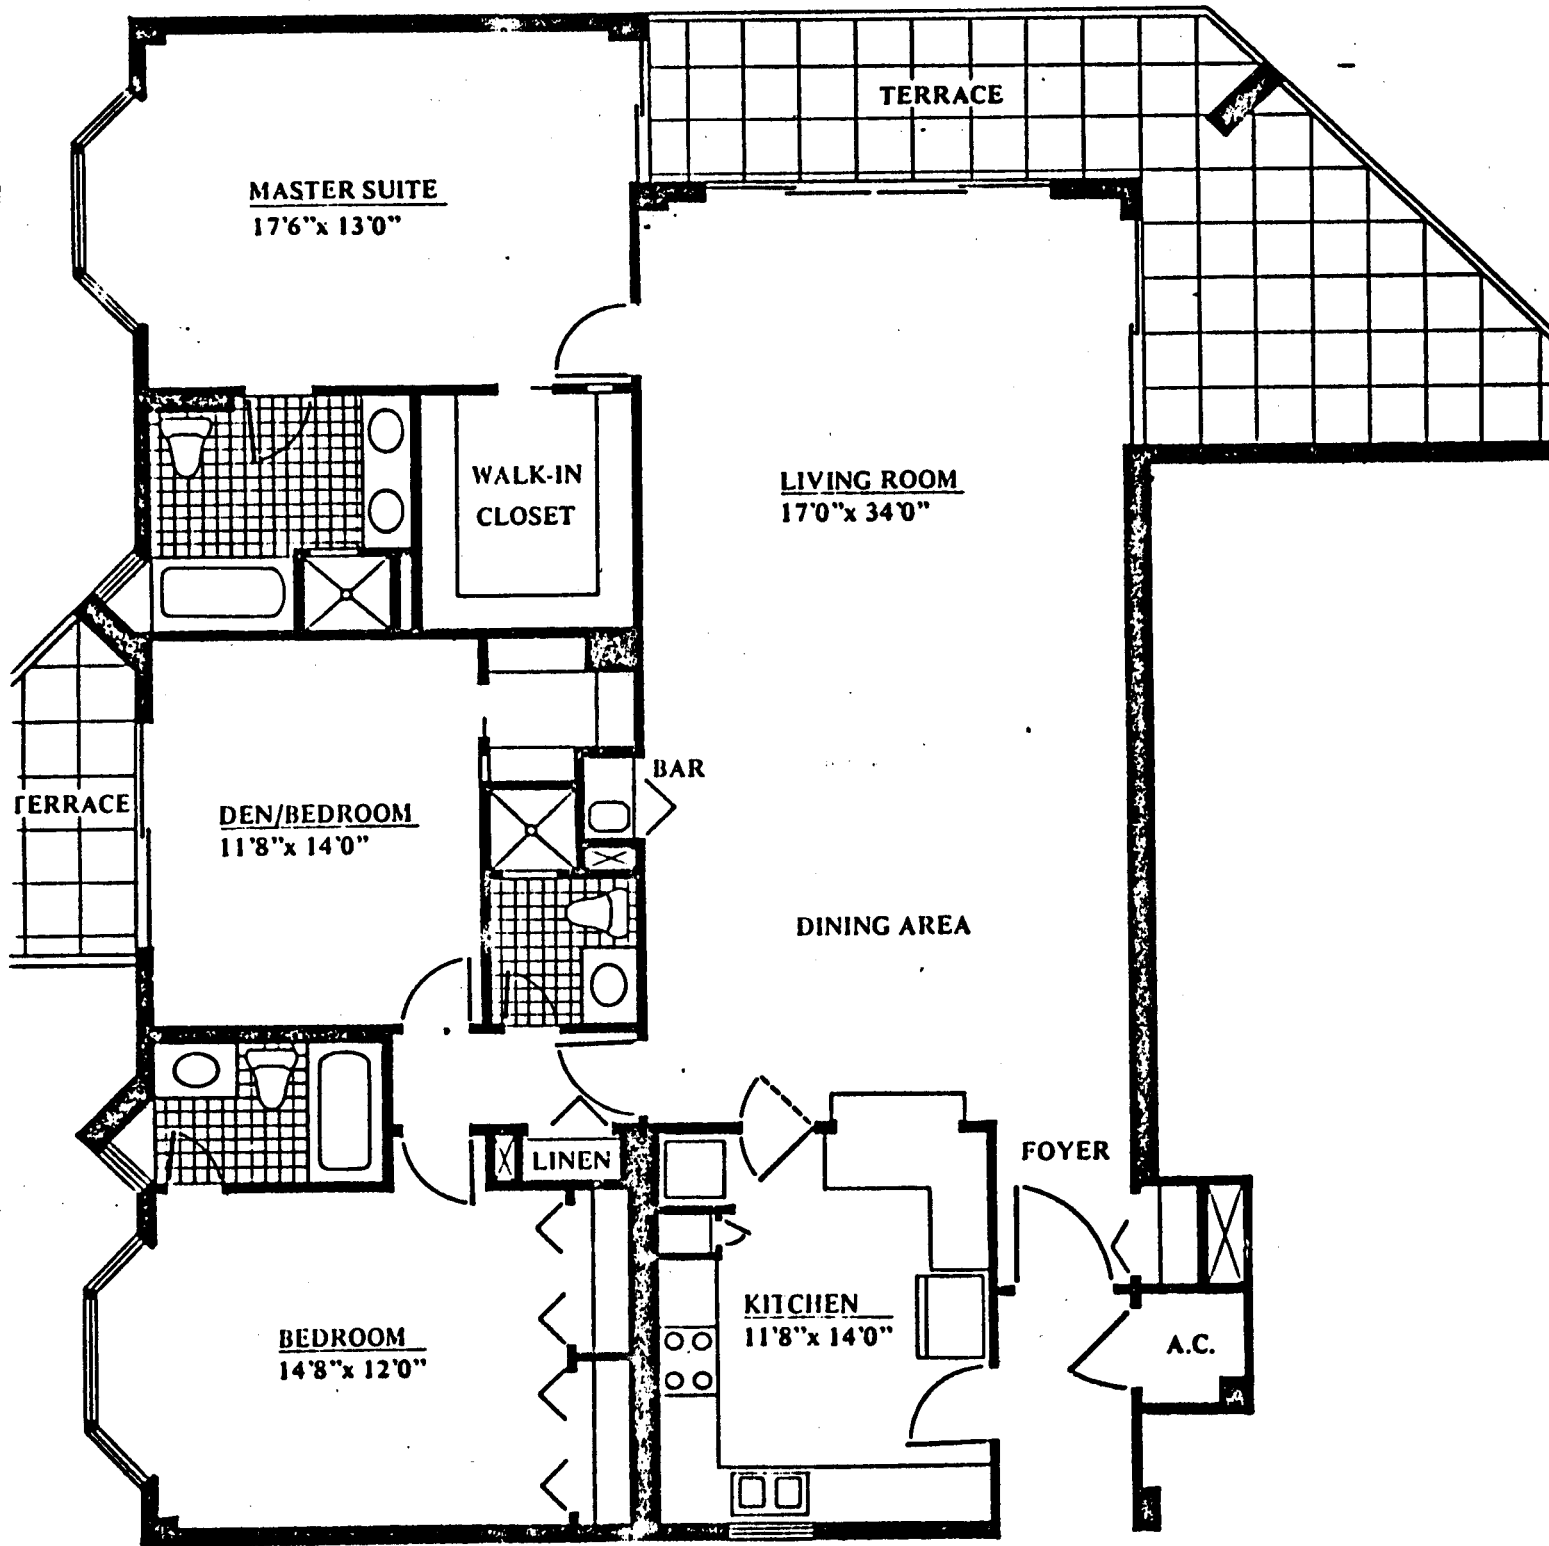 TERRACE
MASTER SUITE
17'6"x 13'0"
WALK-IN
CLOSET
LIVING ROOM
17'0"x 34'0"
BAR
TERRACE
DEN/BEDROOM
11'8"x 14'0"
DINING AREA
LINEN
FOYER
KITCHEN
11'8"x 14'0"
BEDROOM
14'8"x 12'0"
A.C.